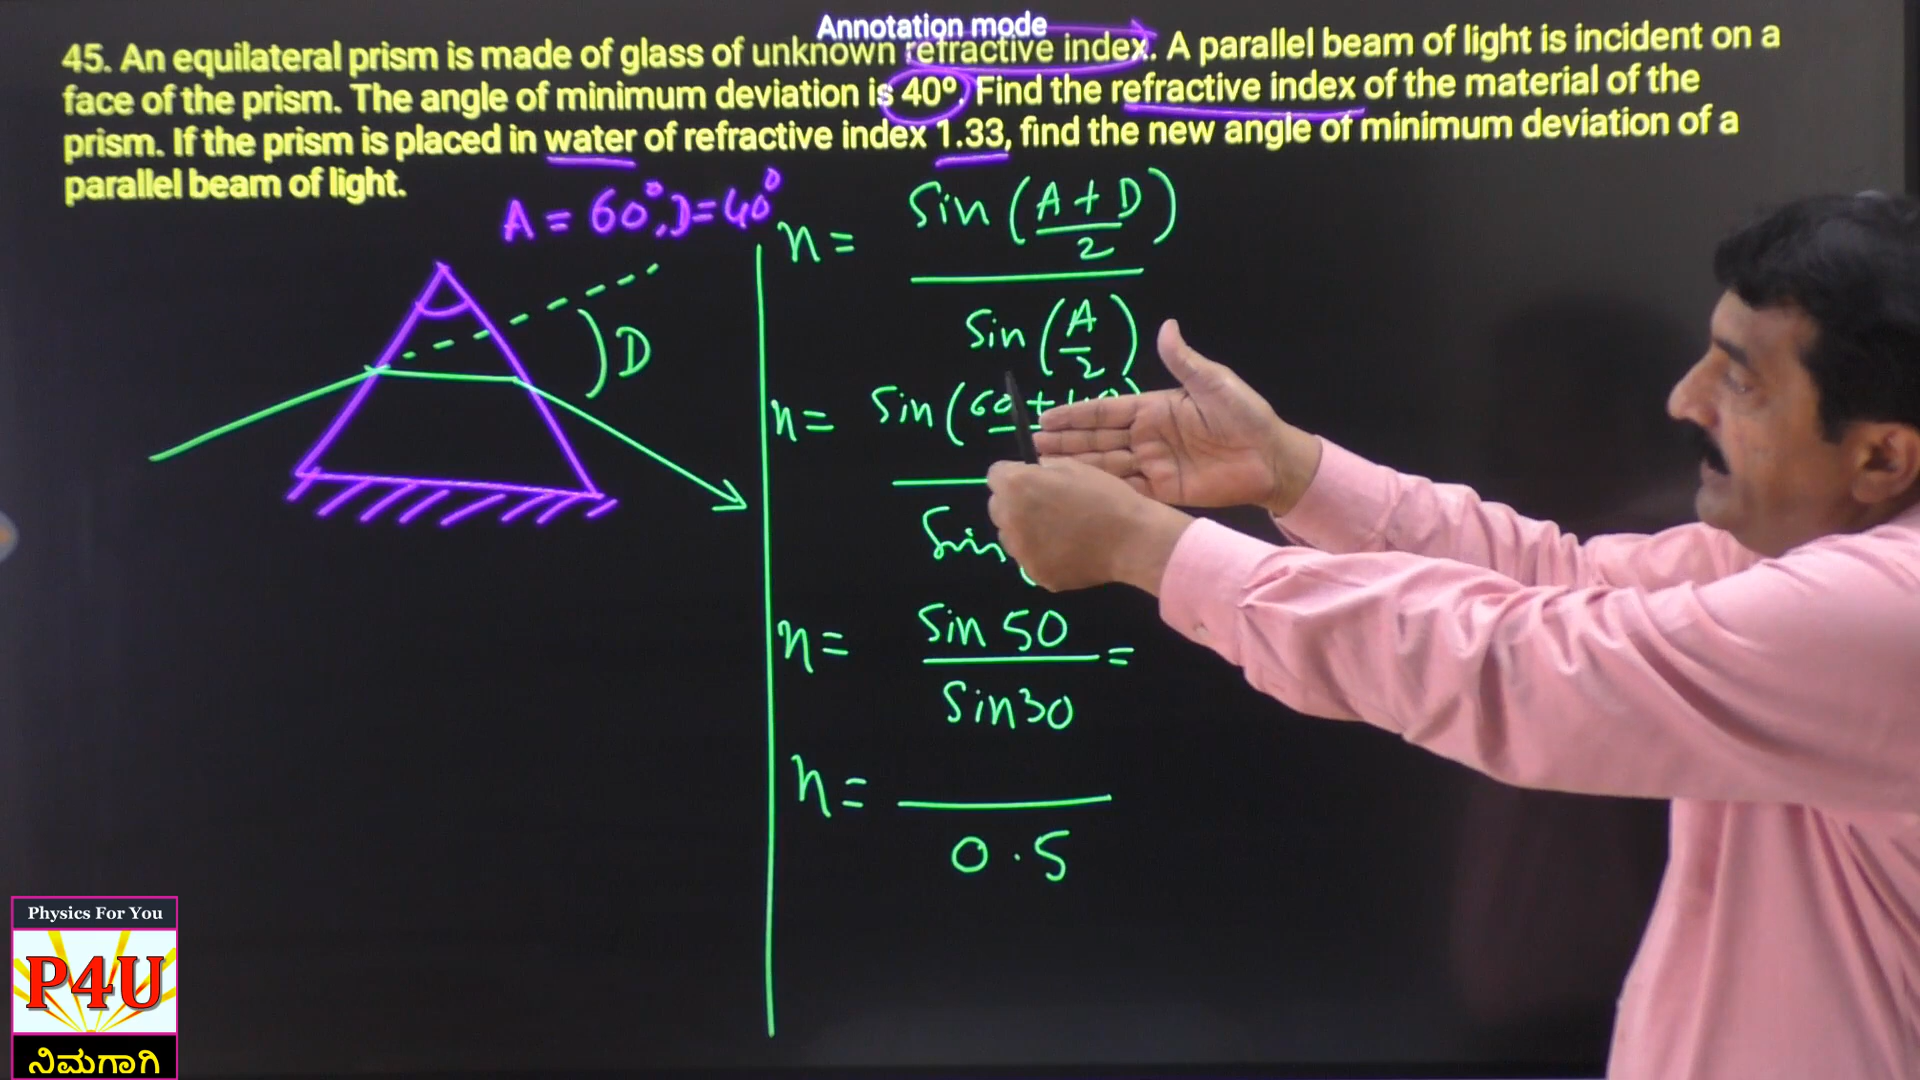 Annotation mode
45. An equilateral prism is made of glass of unknown refractive index. A parallel beam of light is incident on a
face of the prism. The angle of minimum deviation is 40°. Find the refractive index of the material of the
prism. If the prism is placed in water of refractive index 1.33, find the new angle of minimum deviation of a
parallel beam of light.
A = 60°, D = 40°
D
n = Sin (A + D / 2)
Sin (A / 2)
n = Sin (60 +
Sin (
n = Sin 50 =
Sin 30
n =
0.5
Physics For You
P4U
ನಿಮಗಾಗಿ